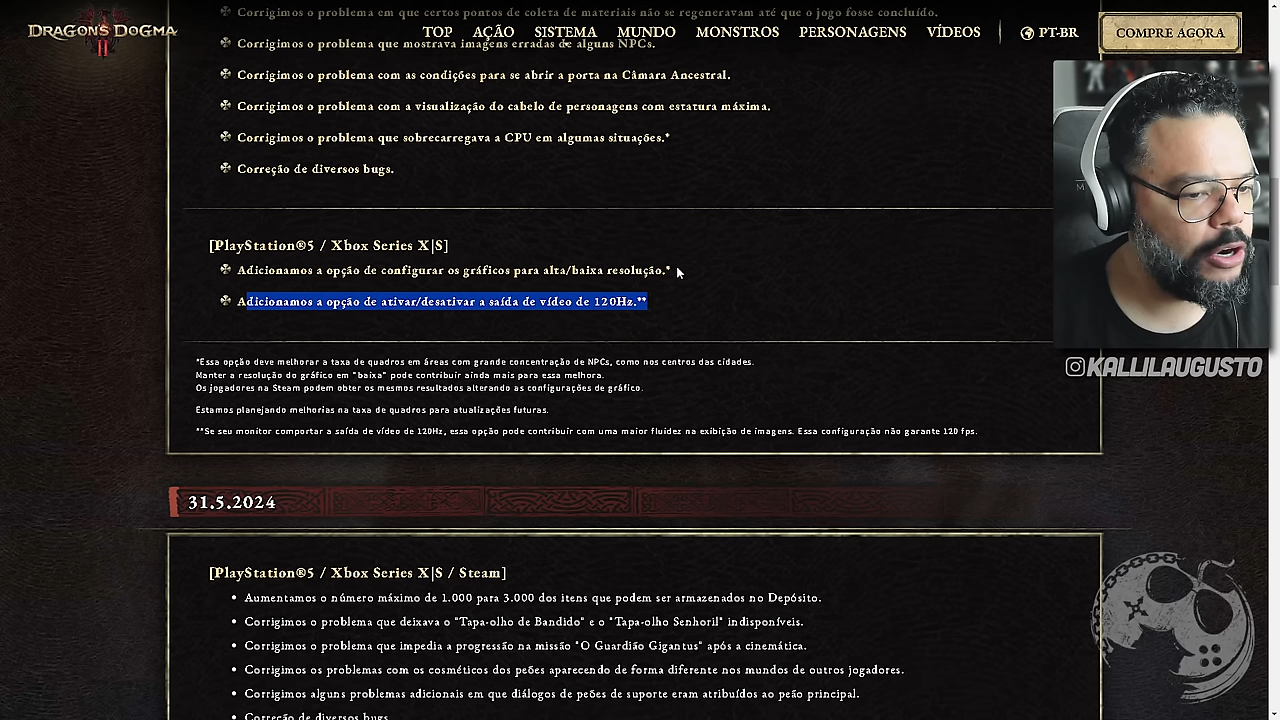 Corrigimos o problema em que certos pontos de coleta de materiais não se regeneravam até que o jogo fosse concluído.
DRAGON'S DOGMA II
TOP AÇÃO SISTEMA MUNDO MONSTROS PERSONAGENS VÍDEOS PT-BR COMPRE AGORA
Corrigimos o problema que mostrava imagens erradas de alguns NPCs.
Corrigimos o problema com as condições para se abrir a porta na Câmara Ancestral.
Corrigimos o problema com a visualização do cabelo de personagens com estatura máxima.
Corrigimos o problema que sobrecarregava a CPU em algumas situações.*
Correção de diversos bugs.
[PlayStation®5 / Xbox Series X|S]
Adicionamos a opção de configurar os gráficos para alta/baixa resolução.*
Adicionamos a opção de ativar/desativar a saída de vídeo de 120Hz.**
*Essa opção deve melhorar a taxa de quadros em áreas com grande concentração de NPCs, como nos centros das cidades.
Manter a resolução do gráfico em "baixa" pode contribuir ainda mais para essa melhora.
Os jogadores na Steam podem obter os mesmos resultados alterando as configurações de gráfico.
Estamos planejando melhorias na taxa de quadros para atualizações futuras.
**Se seu monitor comportar a saída de vídeo de 120Hz, essa opção pode contribuir com uma maior fluidez na exibição de imagens. Essa configuração não garante 120 fps.
KALLILAUGUSTO
31.5.2024
[PlayStation®5 / Xbox Series X|S / Steam]
• Aumentamos o número máximo de 1.000 para 3.000 dos itens que podem ser armazenados no Depósito.
• Corrigimos o problema que deixava o "Tapa-olho de Bandido" e o "Tapa-olho Senhoril" indisponíveis.
• Corrigimos o problema que impedia a progressão na missão "O Guardião Gigantus" após a cinemática.
• Corrigimos os problemas com os cosméticos dos peões aparecendo de forma diferente nos mundos de outros jogadores.
• Corrigimos alguns problemas adicionais em que diálogos de peões de suporte eram atribuídos ao peão principal.
• Correção de diversos bugs